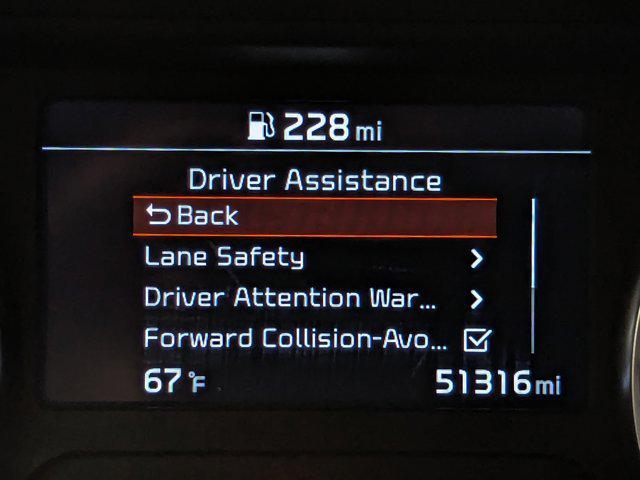 228 mi
Driver Assistance
Back
Lane Safety
Driver Attention War...
Forward Collision-Avo...
67 °F 51316 mi